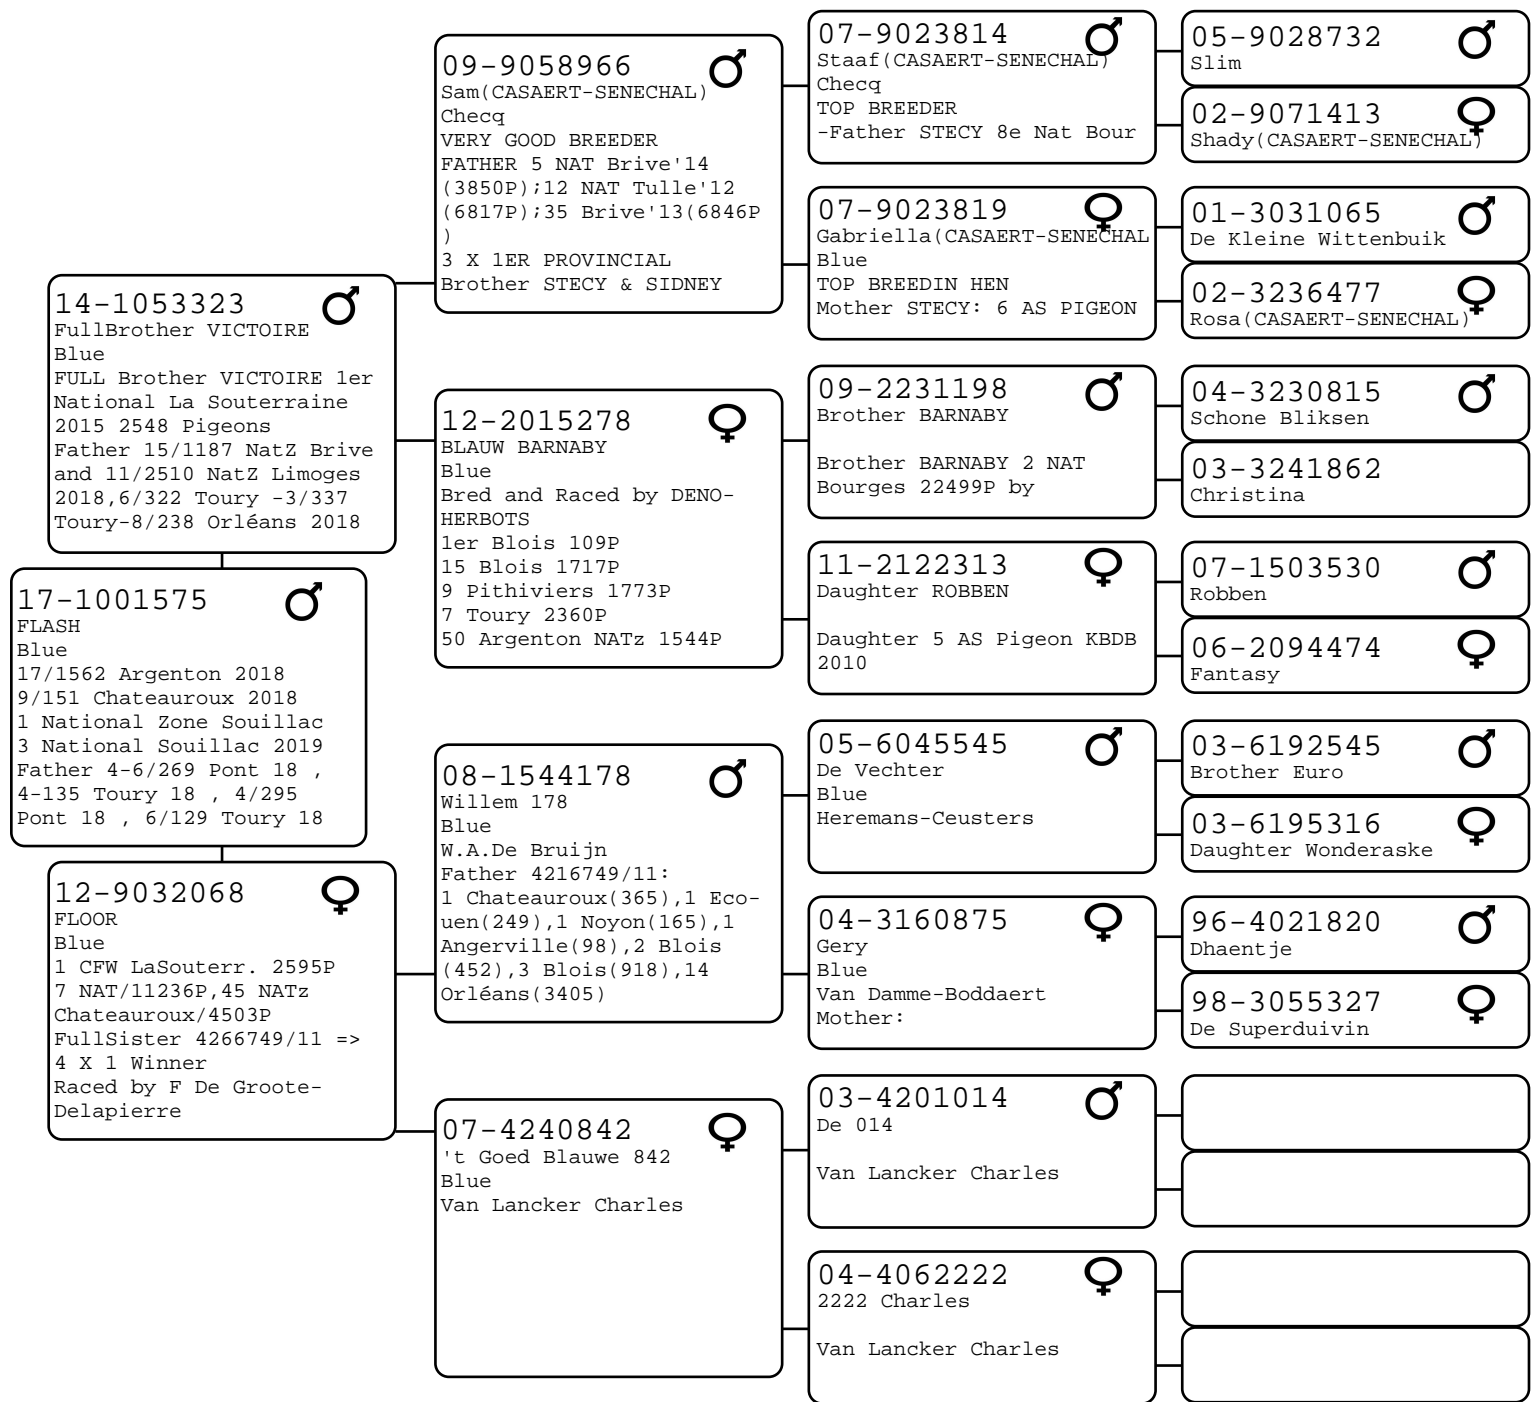 17-1001575
FLASH
Blue
17/1562 Argenton 2018
9/151 Chateauroux 2018
1 National Zone Souillac
3 National Souillac 2019
Father 4-6/269 Pont 18 ,
4-135 Toury 18 , 4/295
Pont 18 , 6/129 Toury 18
14-1053323
FullBrother VICTOIRE
Blue
FULL Brother VICTOIRE 1er
National La Souterraine
2015 2548 Pigeons
Father 15/1187 NatZ Brive
and 11/2510 NatZ Limoges
2018,6/322 Toury -3/337
Toury-8/238 Orléans 2018
12-9032068
FLOOR
Blue
1 CFW LaSouterr. 2595P
7 NAT/11236P,45 NATz
Chateauroux/4503P
FullSister 4266749/11 =>
4 X 1 Winner
Raced by F De Groote-
Delapierre
09-9058966
Sam(CASAERT-SENECHAL)
Checq
VERY GOOD BREEDER
FATHER 5 NAT Brive'14
(3850P);12 NAT Tulle'12
(6817P);35 Brive'13(6846P
)
3 X 1ER PROVINCIAL
Brother STECY & SIDNEY
12-2015278
BLAUW BARNABY
Blue
Bred and Raced by DENO-
HERBOTS
1er Blois 109P
15 Blois 1717P
9 Pithiviers 1773P
7 Toury 2360P
50 Argenton NATz 1544P
08-1544178
Willem 178
Blue
W.A.De Bruijn
Father 4216749/11:
1 Chateauroux(365),1 Eco-
uen(249),1 Noyon(165),1
Angerville(98),2 Blois
(452),3 Blois(918),14
Orléans(3405)
07-4240842
't Goed Blauwe 842
Blue
Van Lancker Charles
07-9023814
Staaf(CASAERT-SENECHAL)
Checq
TOP BREEDER
-Father STECY 8e Nat Bour
07-9023819
Gabriella(CASAERT-SENECHAL
Blue
TOP BREEDIN HEN
Mother STECY: 6 AS PIGEON
09-2231198
Brother BARNABY
Brother BARNABY 2 NAT
Bourges 22499P by
11-2122313
Daughter ROBBEN
Daughter 5 AS Pigeon KBDB
2010
05-6045545
De Vechter
Blue
Heremans-Ceusters
04-3160875
Gery
Blue
Van Damme-Boddaert
Mother:
03-4201014
De 014
Van Lancker Charles
04-4062222
2222 Charles
Van Lancker Charles
05-9028732
Slim
02-9071413
Shady(CASAERT-SENECHAL)
01-3031065
De Kleine Wittenbuik
02-3236477
Rosa(CASAERT-SENECHAL)
04-3230815
Schone Bliksen
03-3241862
Christina
07-1503530
Robben
06-2094474
Fantasy
03-6192545
Brother Euro
03-6195316
Daughter Wonderaske
96-4021820
Dhaentje
98-3055327
De Superduivin